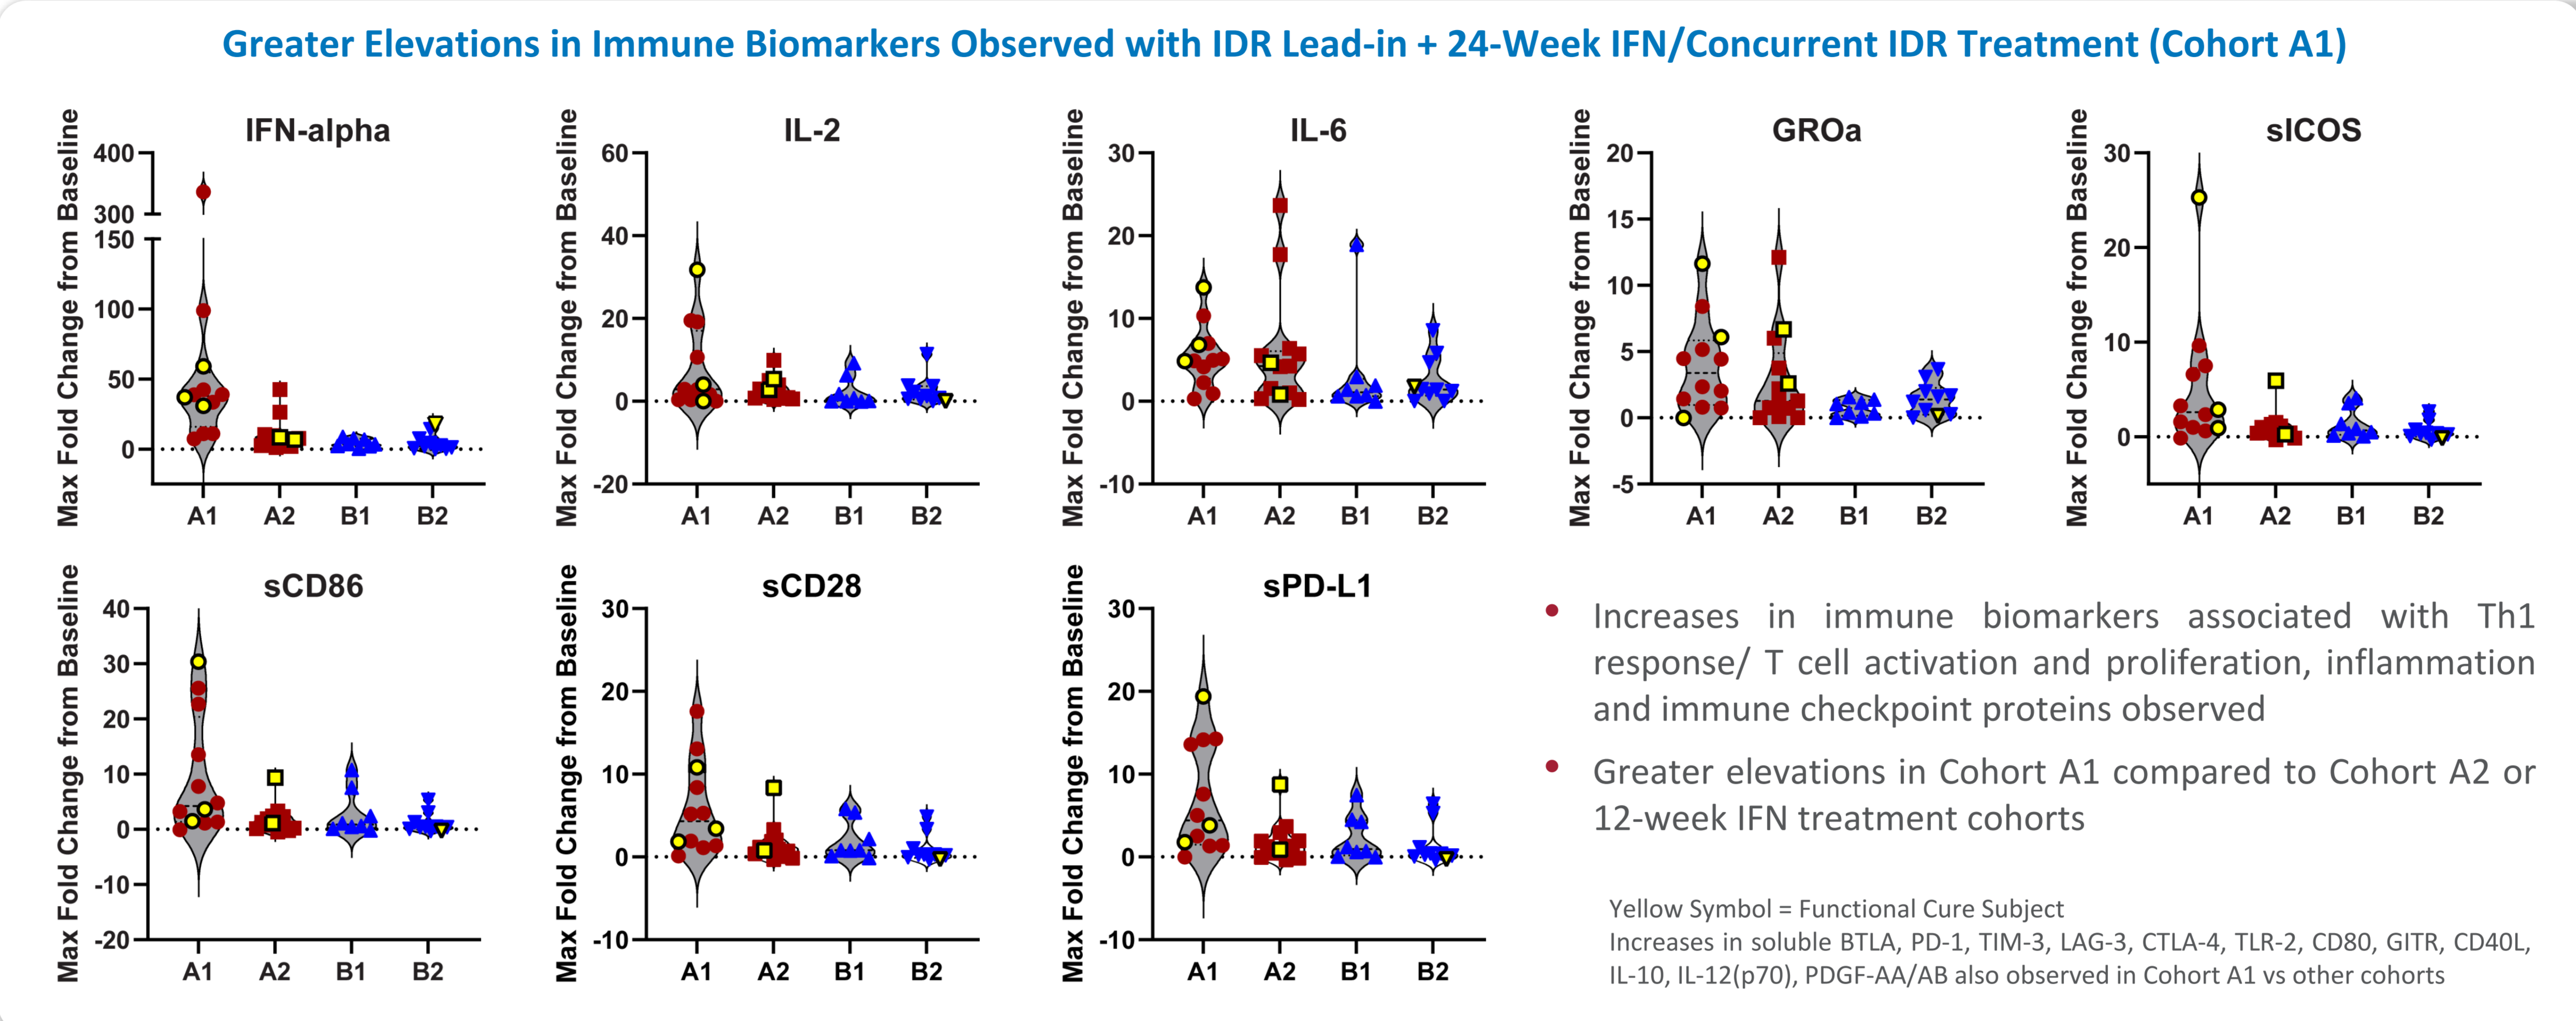 Greater Elevations in Immune Biomarkers Observed with IDR Lead-in + 24-Week IFN/Concurrent IDR Treatment (Cohort A1)
IFN-alpha
Max Fold Change from Baseline
400
300
150
100
50
0
A1 A2 B1 B2
IL-2
Max Fold Change from Baseline
60
40
20
0
-20
A1 A2 B1 B2
IL-6
Max Fold Change from Baseline
30
20
10
0
-10
A1 A2 B1 B2
GROa
Max Fold Change from Baseline
20
15
10
5
0
-5
A1 A2 B1 B2
sICOS
Max Fold Change from Baseline
30
20
10
0
A1 A2 B1 B2
sCD86
Max Fold Change from Baseline
40
30
20
10
0
-10
-20
A1 A2 B1 B2
sCD28
Max Fold Change from Baseline
30
20
10
0
-10
A1 A2 B1 B2
sPD-L1
Max Fold Change from Baseline
30
20
10
0
-10
A1 A2 B1 B2
• Increases in immune biomarkers associated with Th1
response/ T cell activation and proliferation, inflammation
and immune checkpoint proteins observed
• Greater elevations in Cohort A1 compared to Cohort A2 or
12-week IFN treatment cohorts
Yellow Symbol = Functional Cure Subject
Increases in soluble BTLA, PD-1, TIM-3, LAG-3, CTLA-4, TLR-2, CD80, GITR, CD40L,
IL-10, IL-12(p70), PDGF-AA/AB also observed in Cohort A1 vs other cohorts